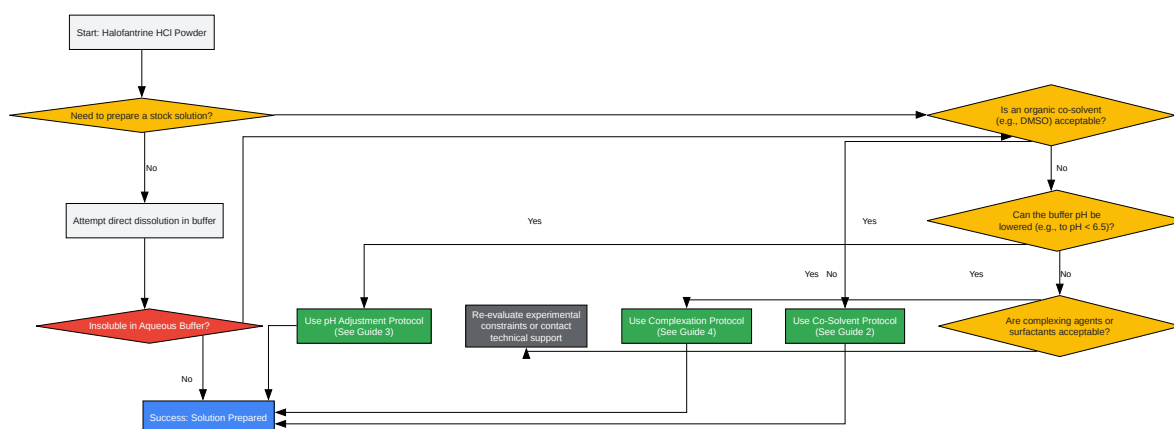 Start: Halofantrine HCl Powder
Need to prepare a stock solution?
Is an organic co-solvent
(e.g., DMSO) acceptable?
No
No
Attempt direct dissolution in buffer
Can the buffer pH be
lowered (e.g., to pH < 6.5)?
Yes
Yes
Yes
No
Yes
No
Insoluble in Aqueous Buffer?
Use pH Adjustment Protocol
(See Guide 3)
Re-evaluate experimental
constraints or contact
technical support
Use Complexation Protocol
(See Guide 4)
Use Co-Solvent Protocol
(See Guide 2)
Are complexing agents or
surfactants acceptable?
No
Success: Solution Prepared